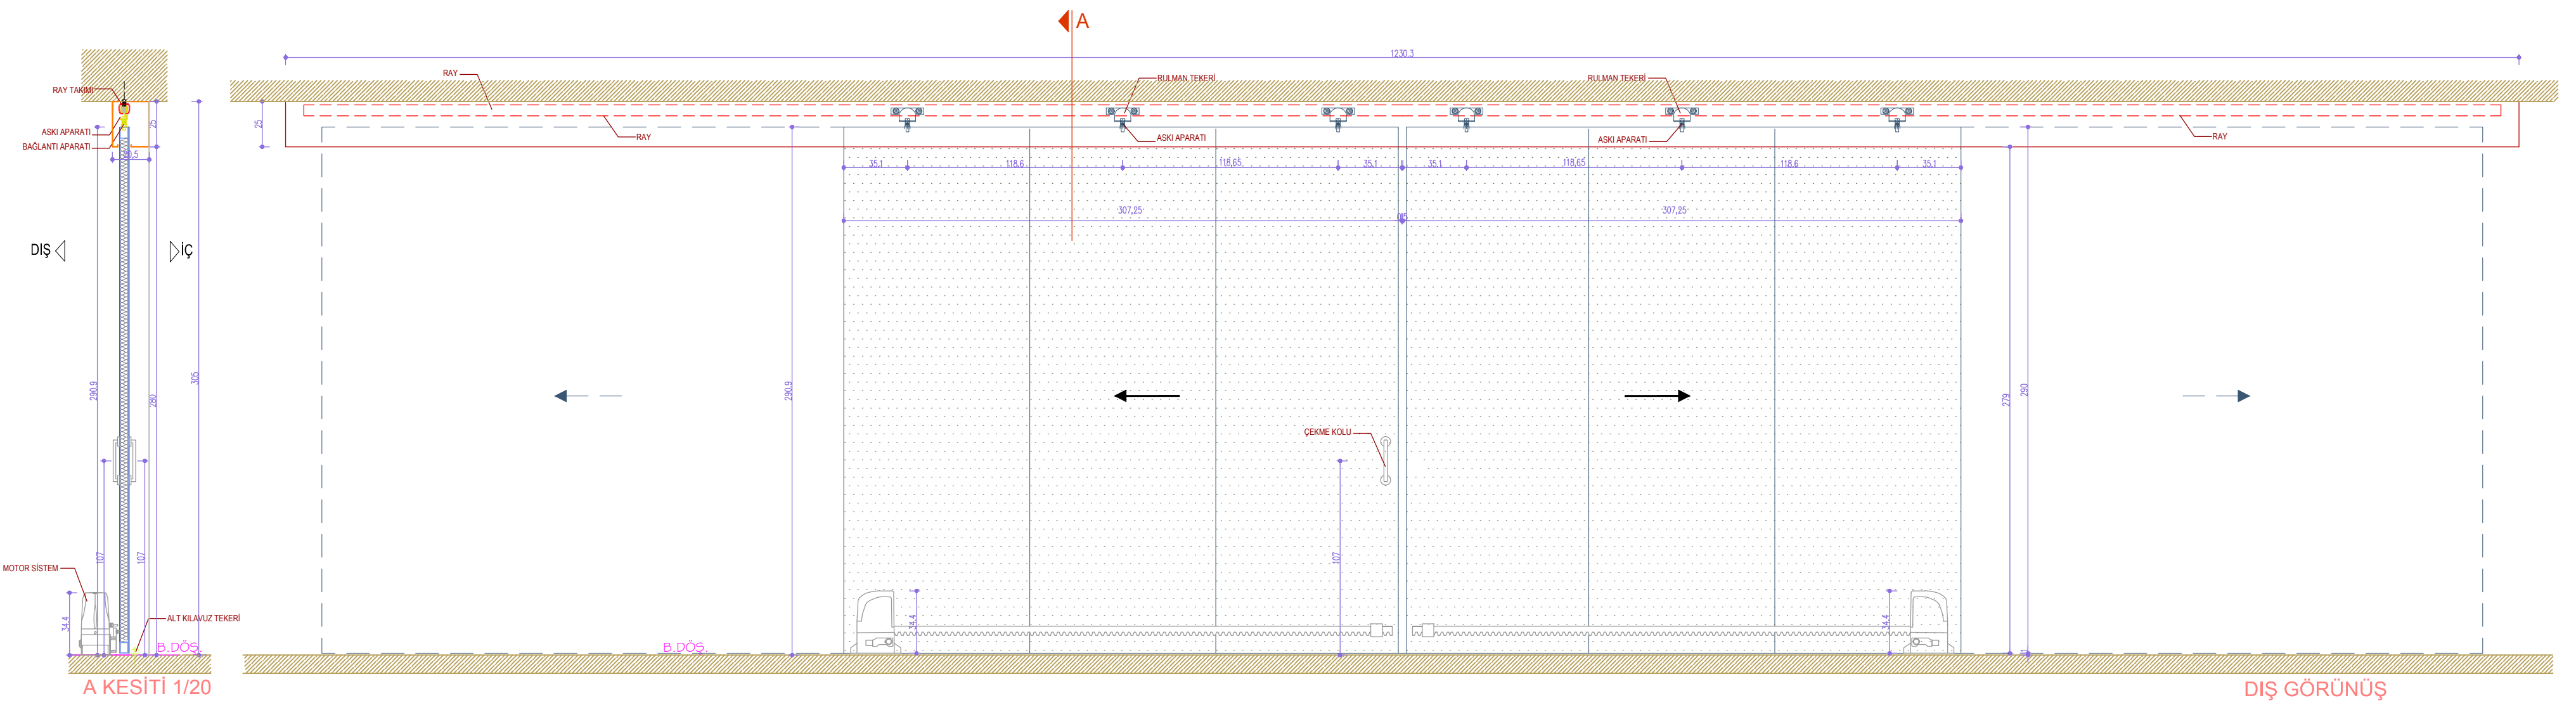 A
1230.3
RAY
RULMAN TEKERİ
RULMAN TEKERİ
RAY TAKIMI
ASKI APARATI
BAĞLANTI APARATI
25
25
RAY
ASKI APARATI
ASKI APARATI
RAY
35,1
118,6
118,65
35,1
35,1
118,65
118,6
35,1
307,25
307,25
DIŞ
İÇ
290.9
280
305
290.9
279
290
ÇEKME KOLU
107
107
107
MOTOR SİSTEM
34.4
34.4
34.4
ALT KILAVUZ TEKERİ
B.DÖŞ.
B.DÖŞ.
A KESİTİ 1/20
DIŞ GÖRÜNÜŞ